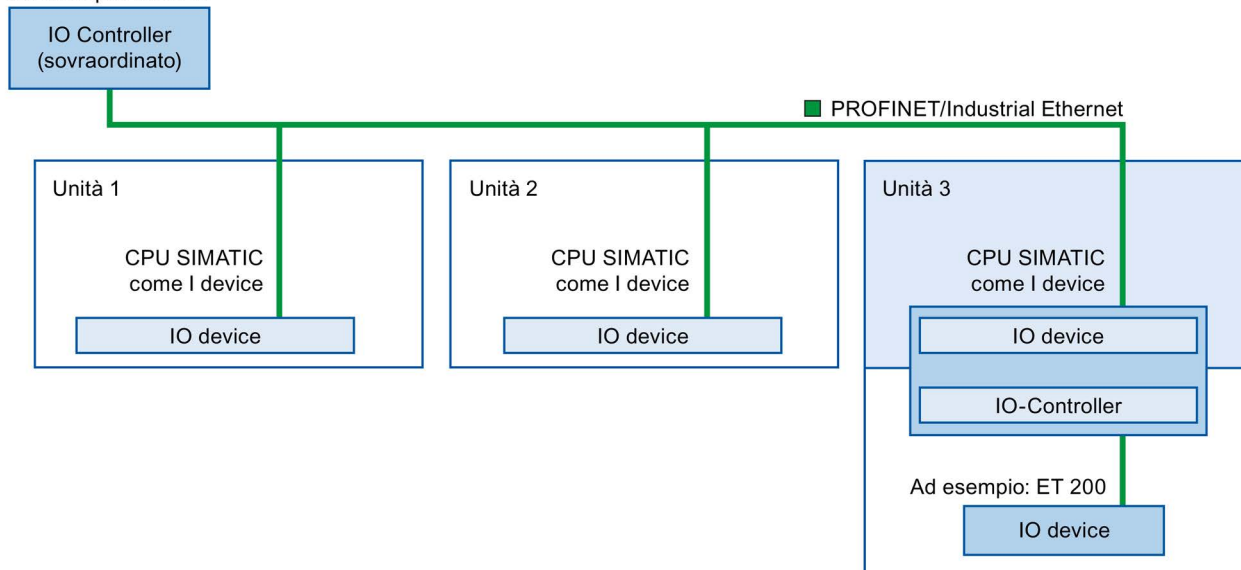 IO Controller
(sovraordinato)
PROFINET/Industrial Ethernet
Unità 1
CPU SIMATIC
come I device
IO device
Unità 2
CPU SIMATIC
come I device
IO device
Unità 3
CPU SIMATIC
come I device
IO device
IO-Controller
Ad esempio: ET 200
IO device